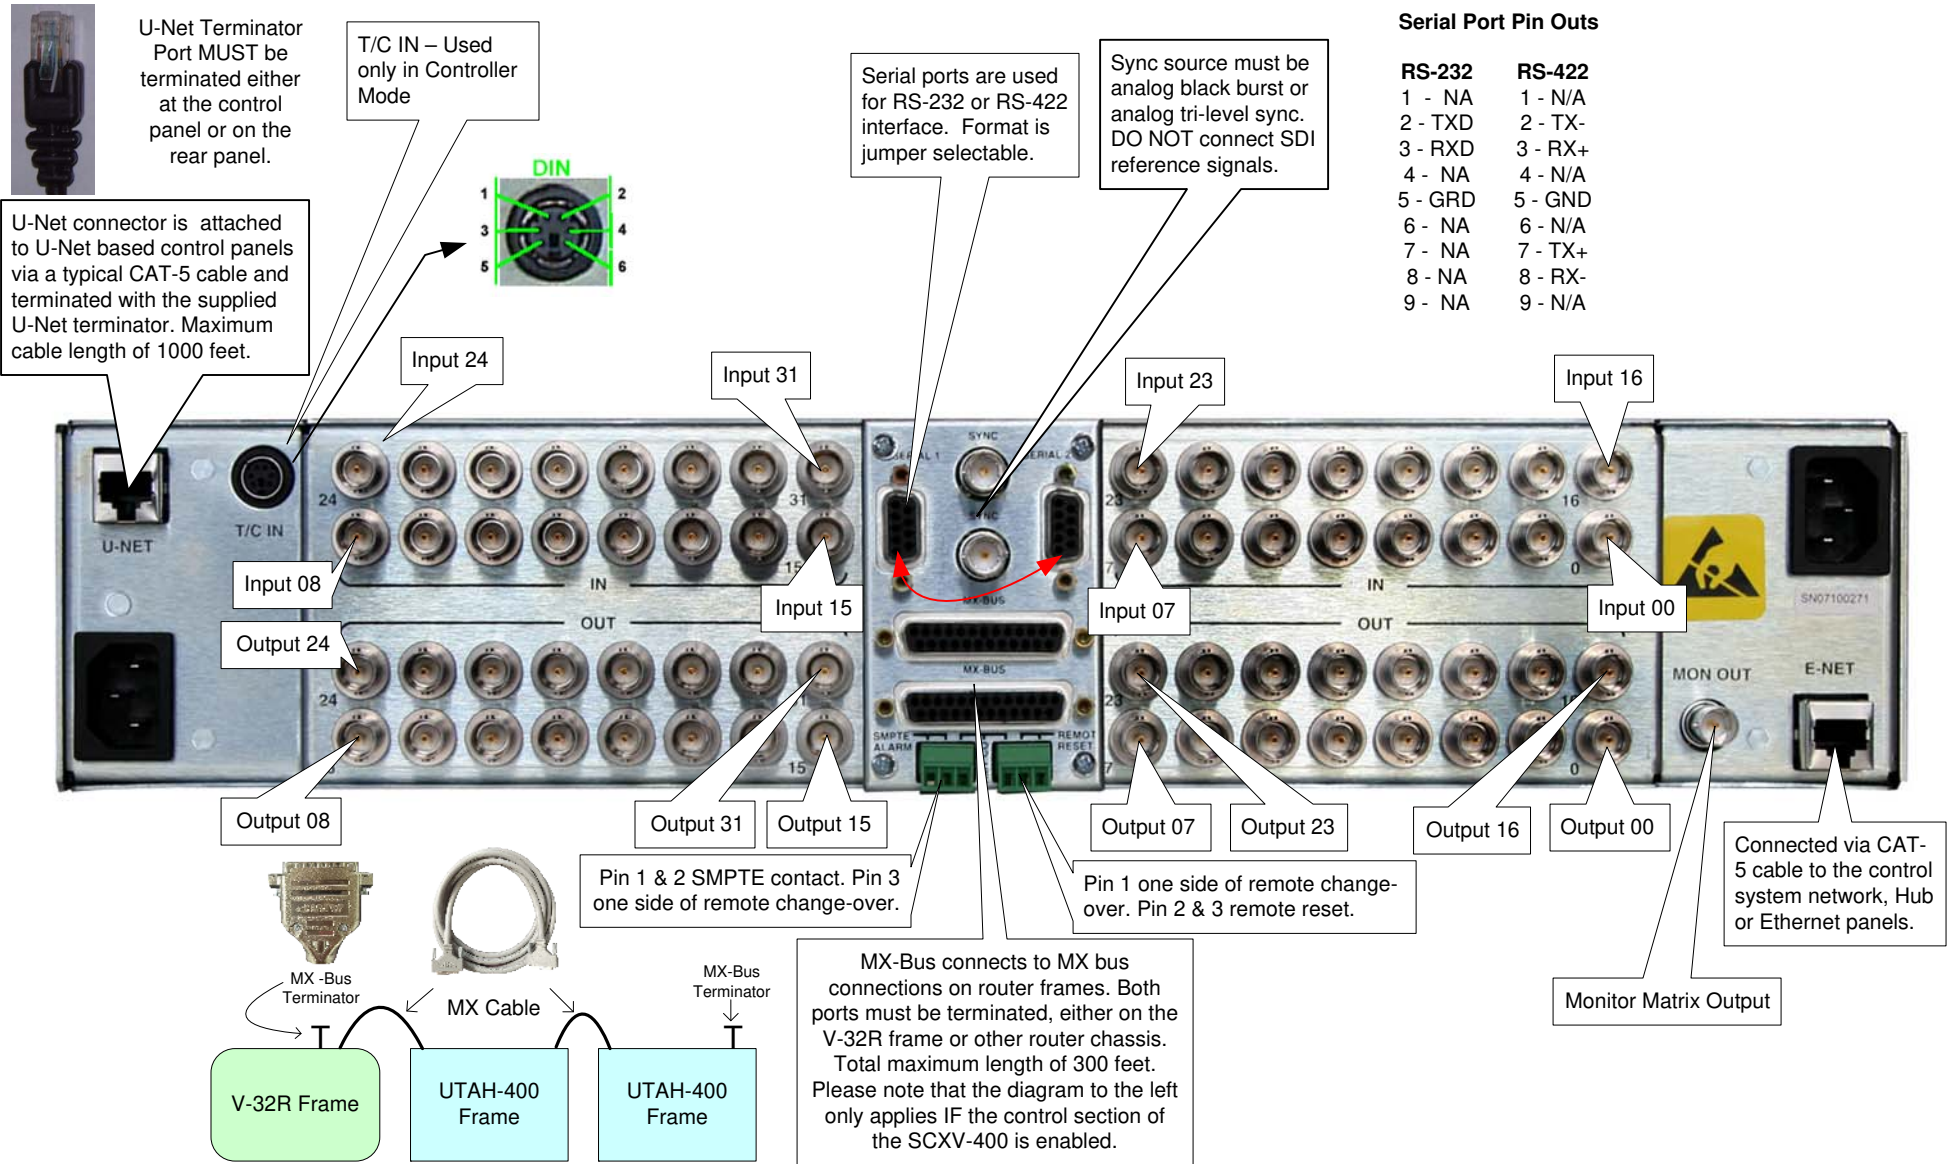 U-Net Terminator
Port MUST be
terminated either
at the control
panel or on the
rear panel.
T/C IN – Used
only in Controller
Mode
Serial ports are used
for RS-232 or RS-422
interface. Format is
jumper selectable.
Sync source must be
analog black burst or
analog tri-level sync.
DO NOT connect SDI
reference signals.
Serial Port Pin Outs
RS-232 RS-422
1 - NA 1 - N/A
2 - TXD 2 - TX-
3 - RXD 3 - RX+
4 - NA 4 - N/A
5 - GRD 5 - GND
6 - NA 6 - N/A
7 - NA 7 - TX+
8 - NA 8 - RX-
9 - NA 9 - N/A
DIN
1 2
3 4
5 6
U-Net connector is attached
to U-Net based control panels
via a typical CAT-5 cable and
terminated with the supplied
U-Net terminator. Maximum
cable length of 1000 feet.
Input 24
Input 31
Input 23
Input 16
SYNC
SERIAL 1
SERIAL 2
24
31
23
16
U-NET
T/C IN
SYNC
15
7
0
IN
IN
Input 08
Input 15
MX-BUS
Input 07
Input 00
SN07100271
OUT
OUT
Output 24
MX-BUS
MON OUT
E-NET
24
23
SMPTE
ALARM
REMOT
RESET
15
7
0
Output 08
Output 31
Output 15
Output 07
Output 23
Output 16
Output 00
Pin 1 & 2 SMPTE contact. Pin 3
one side of remote change-over.
Pin 1 one side of remote change-
over. Pin 2 & 3 remote reset.
Connected via CAT-
5 cable to the control
system network, Hub
or Ethernet panels.
MX -Bus
Terminator
MX Cable
MX-Bus
Terminator
MX-Bus connects to MX bus
connections on router frames. Both
ports must be terminated, either on the
V-32R frame or other router chassis.
Total maximum length of 300 feet.
Please note that the diagram to the left
only applies IF the control section of
the SCXV-400 is enabled.
Monitor Matrix Output
V-32R Frame
UTAH-400
Frame
UTAH-400
Frame